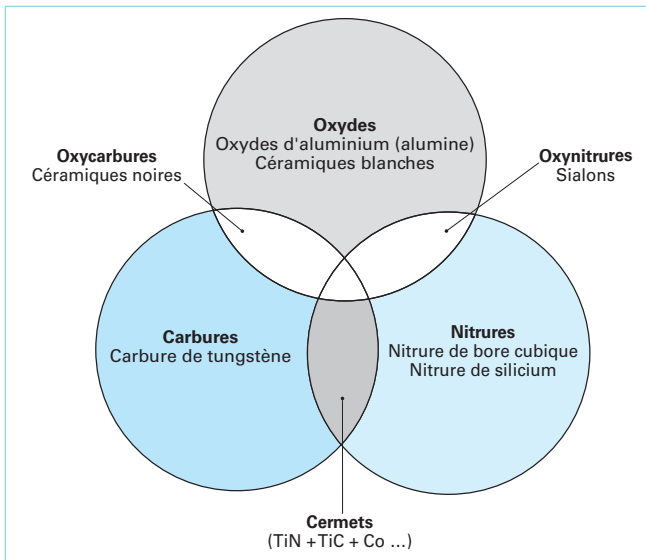 Oxydes
Oxydes d'aluminium (alumine)
Céramiques blanches
Oxycarbures
Céramiques noires
Oxynitrures
Sialons
Carbures
Carbure de tungstène
Nitrures
Nitrure de bore cubique
Nitrure de silicium
Cermets
(TiN +TiC + Co ...)